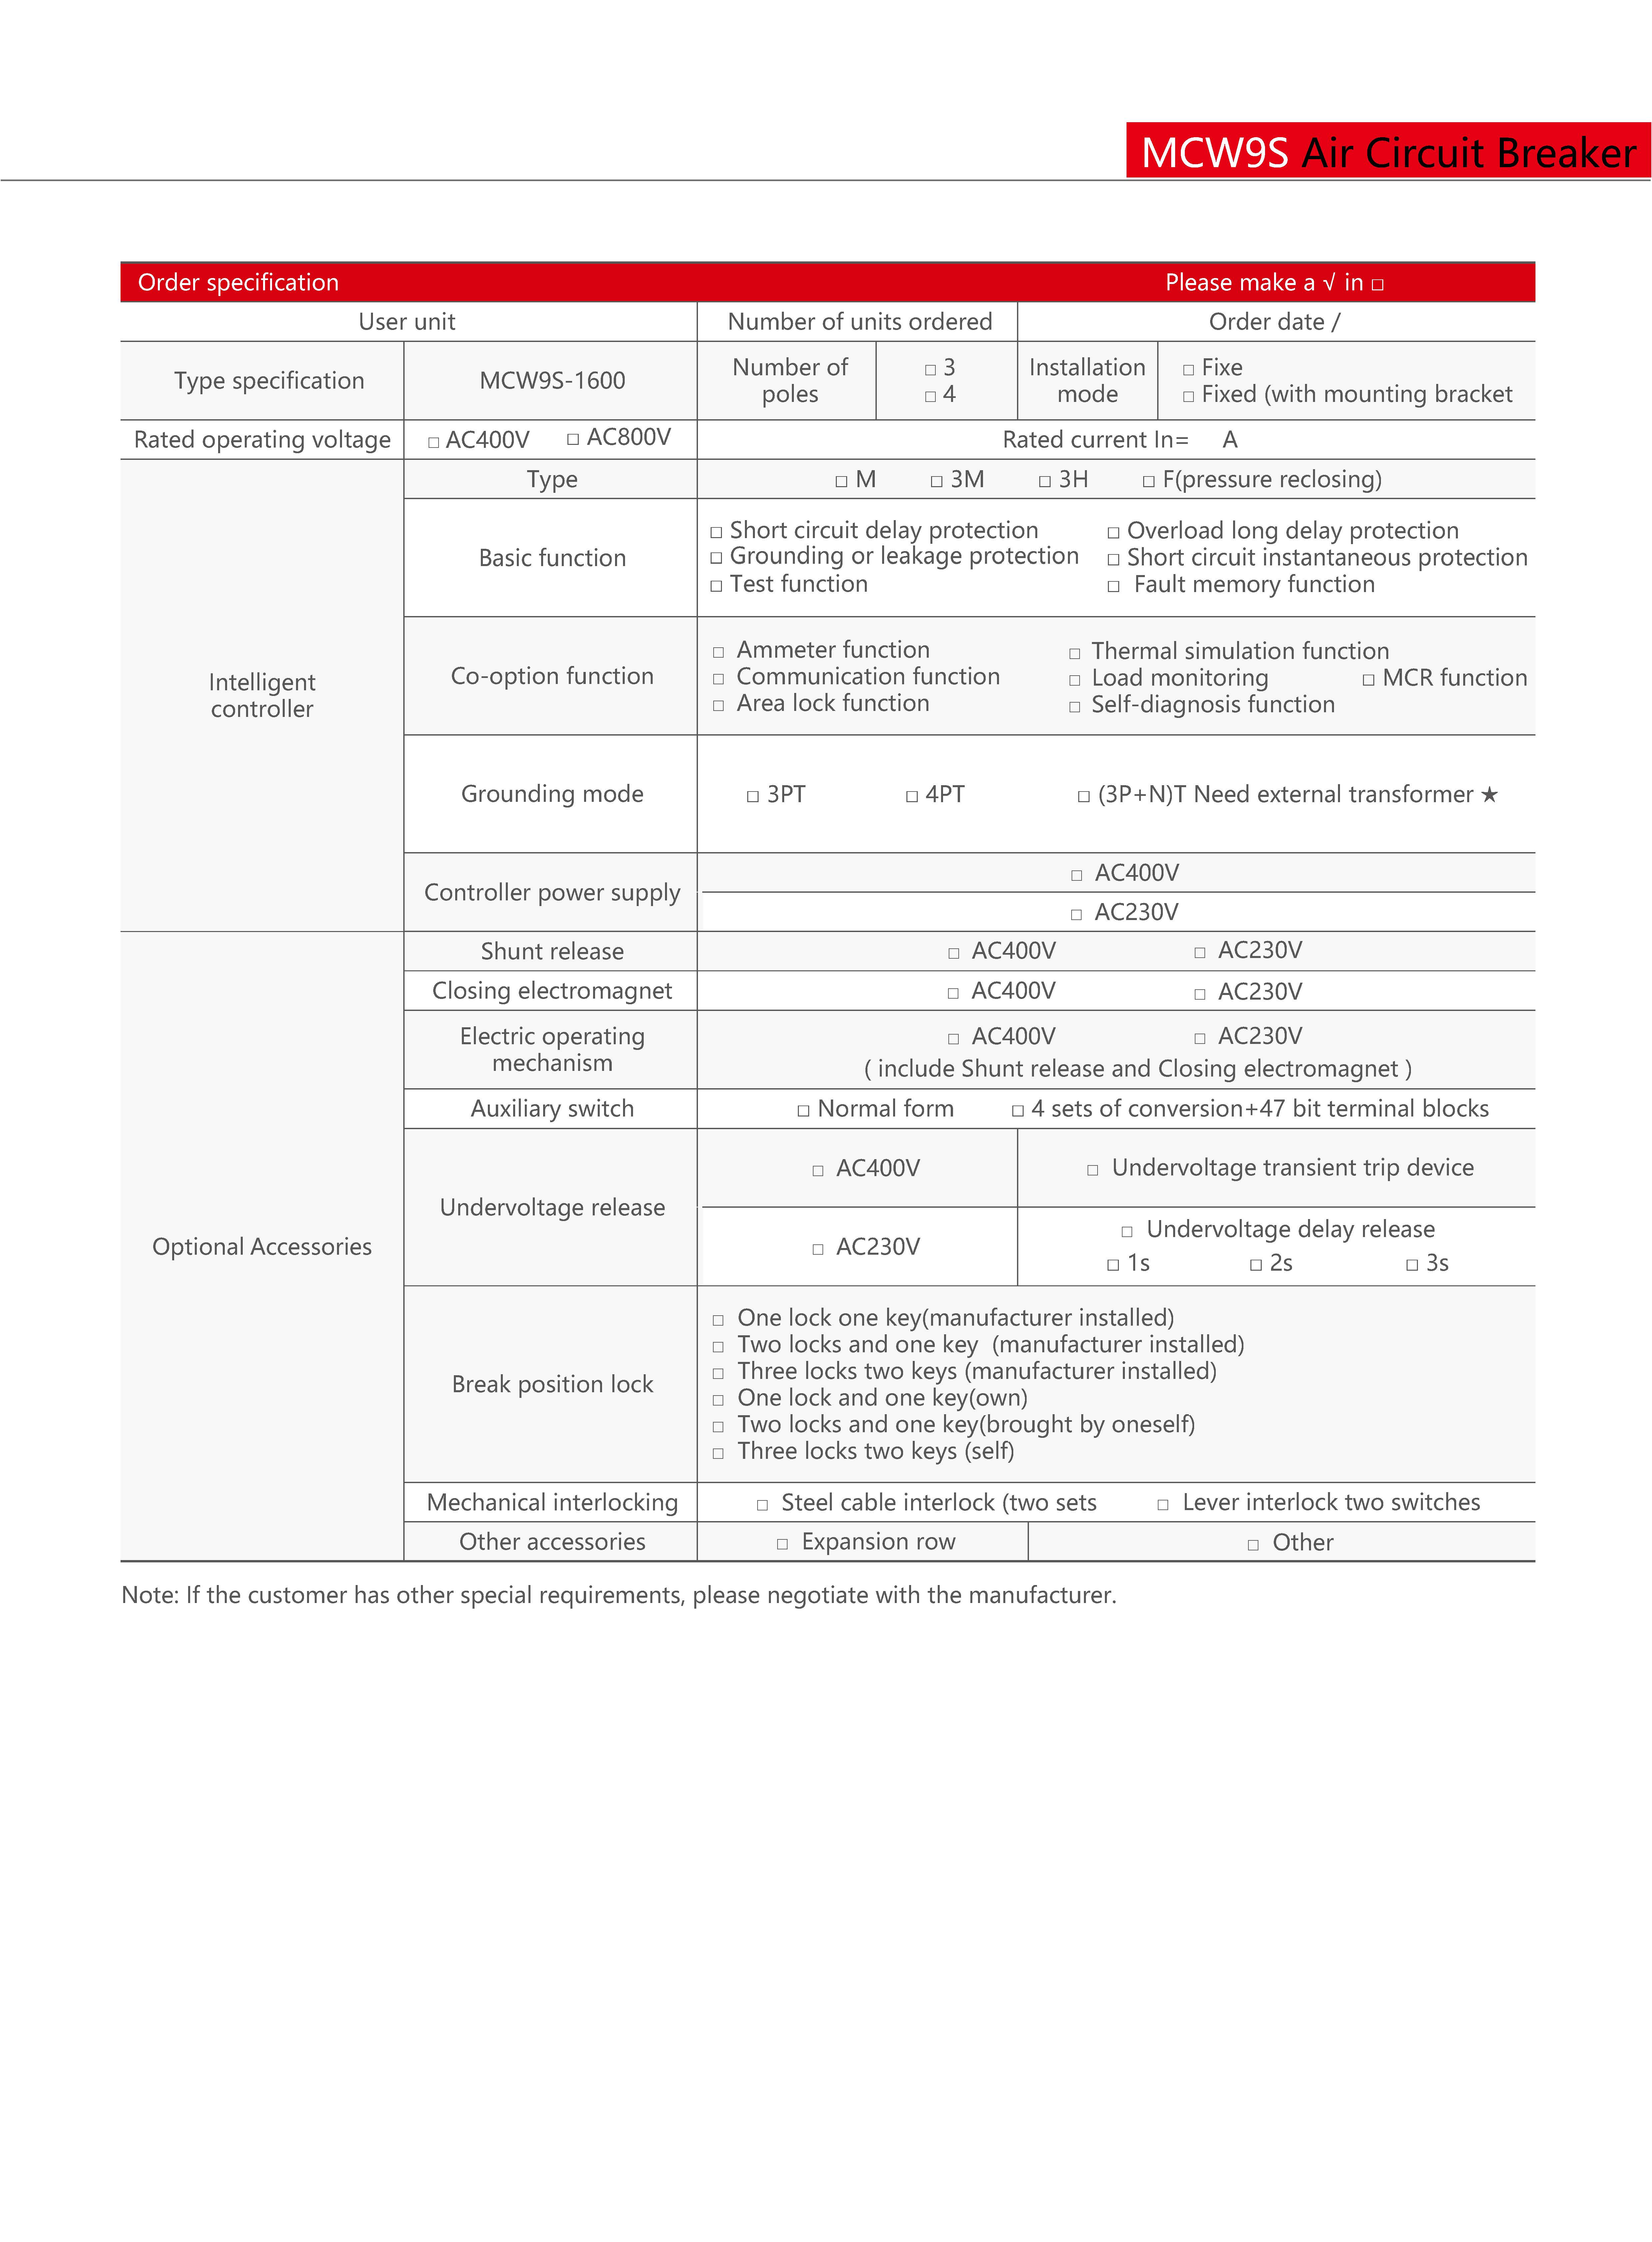 MCW9S Air Circuit Breaker
Order specification Please make a √ in □
User unit Number of units ordered Order date /
Type specification MCW9S-1600 Number of poles □ 3 □ 4 Installation mode □ Fixe
□ Fixed (with mounting bracket
Rated operating voltage □ AC400V □ AC800V Rated current In= A
Intelligent controller
Type □ M □ 3M □ 3H □ F(pressure reclosing)
Basic function
□ Short circuit delay protection □ Overload long delay protection
□ Grounding or leakage protection □ Short circuit instantaneous protection
□ Test function □ Fault memory function
Co-option function
□ Ammeter function □ Thermal simulation function
□ Communication function □ Load monitoring □ MCR function
□ Area lock function □ Self-diagnosis function
Grounding mode □ 3PT □ 4PT □ (3P+N)T Need external transformer ★
Controller power supply
□ AC400V
□ AC230V
Optional Accessories
Shunt release □ AC400V □ AC230V
Closing electromagnet □ AC400V □ AC230V
Electric operating mechanism □ AC400V □ AC230V
( include Shunt release and Closing electromagnet )
Auxiliary switch □ Normal form □ 4 sets of conversion+47 bit terminal blocks
Undervoltage release
□ AC400V □ Undervoltage transient trip device
□ AC230V □ Undervoltage delay release
□ 1s □ 2s □ 3s
Break position lock
□ One lock one key(manufacturer installed)
□ Two locks and one key (manufacturer installed)
□ Three locks two keys (manufacturer installed)
□ One lock and one key(own)
□ Two locks and one key(brought by oneself)
□ Three locks two keys (self)
Mechanical interlocking □ Steel cable interlock (two sets □ Lever interlock two switches
Other accessories □ Expansion row □ Other
Note: If the customer has other special requirements, please negotiate with the manufacturer.